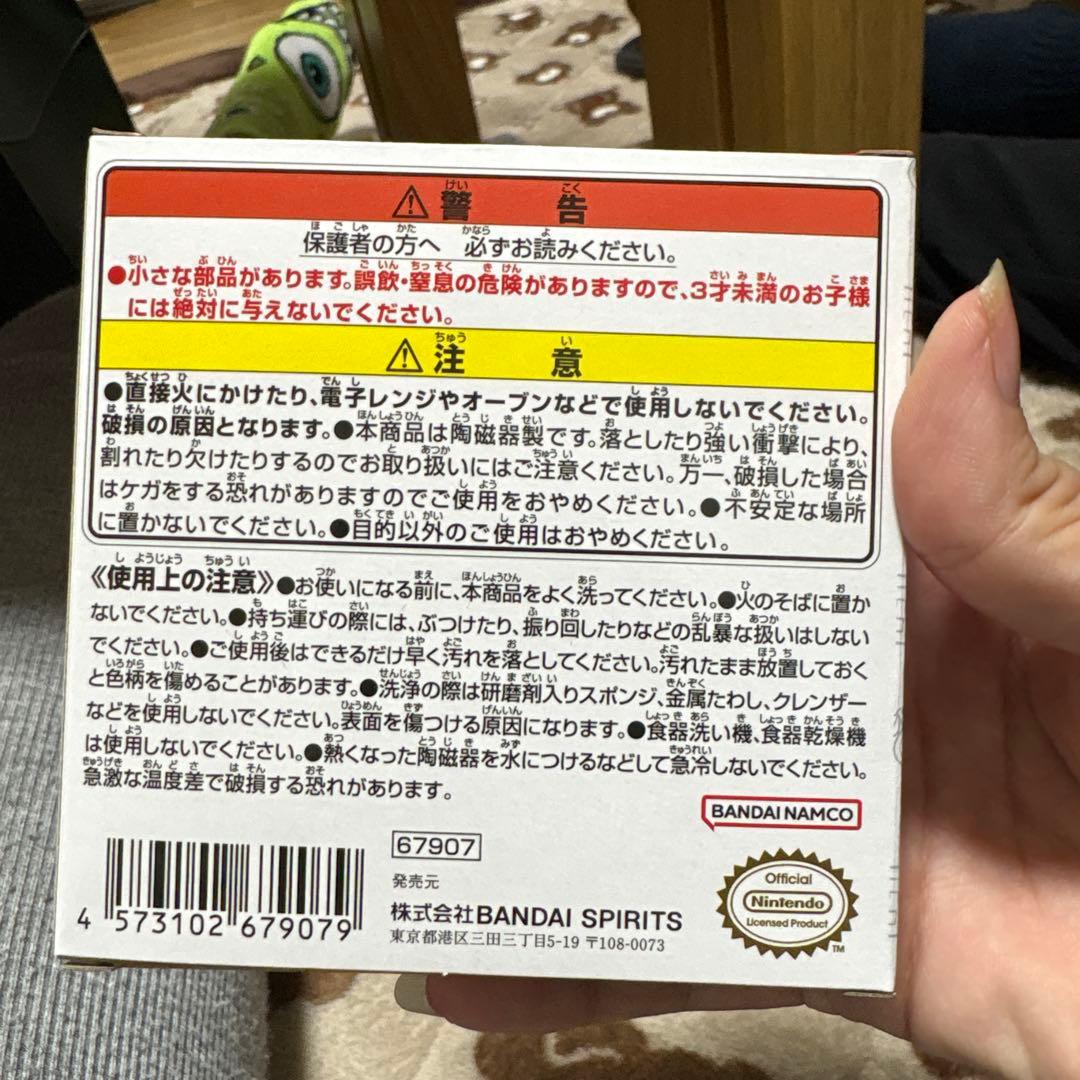 ⚠警告
保護者の方へ 必ずお読みください。
●小さな部品があります。誤飲・窒息の危険がありますので、3才未満のお子様
には絶対に与えないでください。
⚠注意
●直接火にかけたり、電子レンジやオーブンなどで使用しないでください。
破損の原因となります。●本商品は陶磁器製です。落としたり強い衝撃により、
割れたり欠けたりするのでお取り扱いにはご注意ください。万一、破損した場合
はケガをする恐れがありますのでご使用をおやめください。●不安定な場所
に置かないでください。●目的以外のご使用はおやめください。
《使用上の注意》●お使いになる前に、本商品をよく洗ってください。●火のそばに置か
ないでください。●持ち運びの際には、ぶつけたり、振り回したりなどの乱暴な扱いはしない
でください。●ご使用後はできるだけ早く汚れを落としてください。汚れたまま放置しておく
と色柄を傷めることがあります。●洗浄の際は研磨剤入りスポンジ、金属たわし、クレンザー
などを使用しないでください。表面を傷つける原因になります。●食器洗い機、食器乾燥機
は使用しないでください。●熱くなった陶磁器を水につけるなどして急冷しないでください。
急激な温度差で破損する恐れがあります。
BANDAI NAMCO
67907
発売元
株式会社BANDAI SPIRITS
東京都港区三田三丁目5-19 〒108-0073
4 573102 679079
Official
Nintendo
Licensed Product
TM